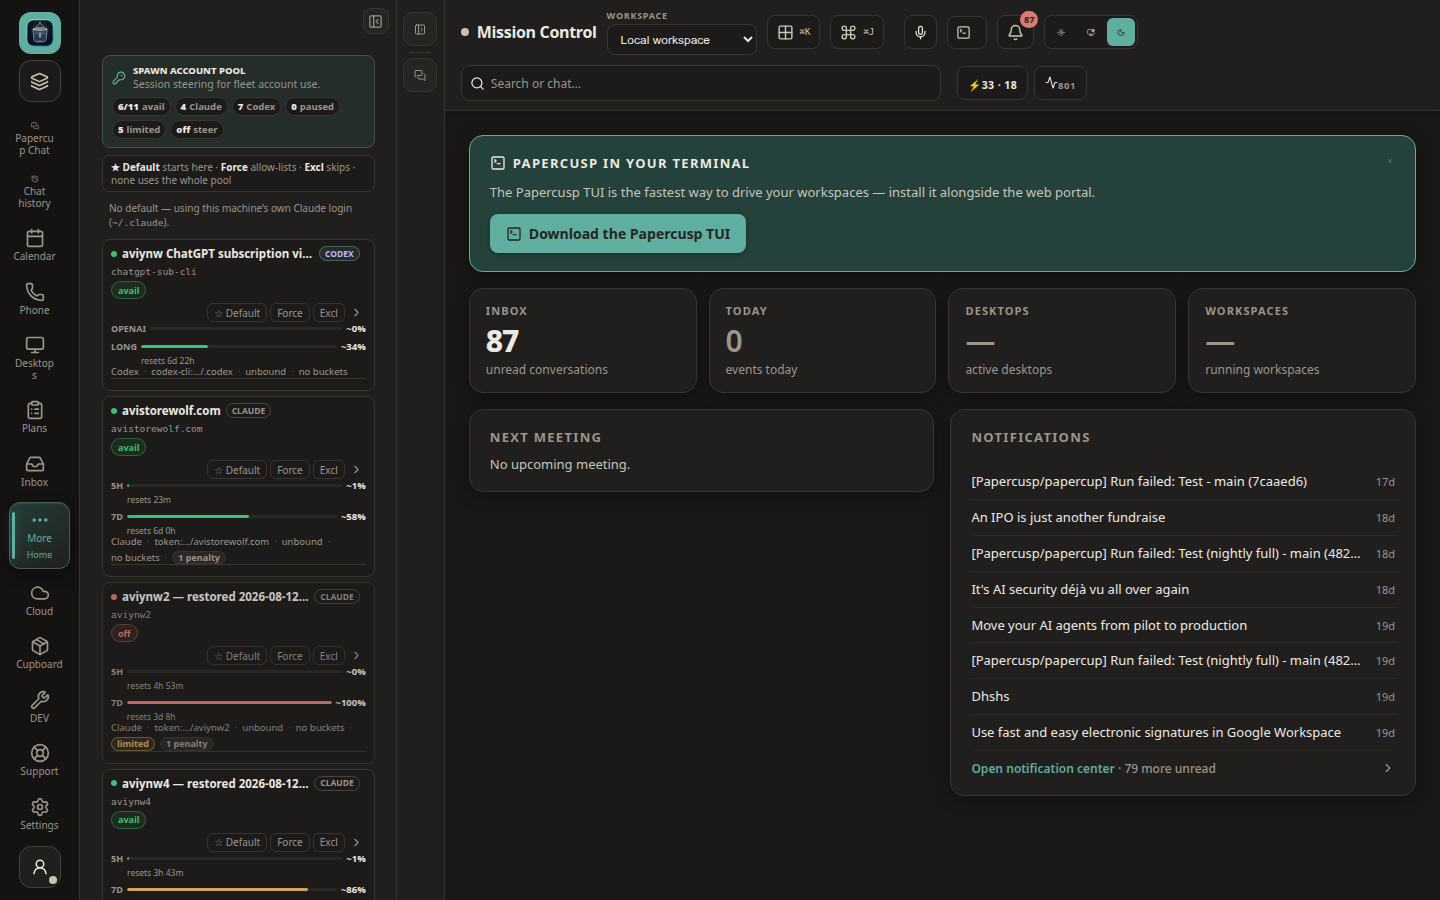 Papercu
p Chat
Chat
history
Calendar
Phone
Desktop
s
Plans
Inbox
More
Home
Cloud
Cupboard
DEV
Support
Settings
SPAWN ACCOUNT POOL
Session steering for fleet account use.
6/11 avail
4 Claude
7 Codex
0 paused
5 limited
off steer
★ Default starts here · Force allow-lists · Excl skips ·
none uses the whole pool
No default — using this machine's own Claude login
(~/.claude).
aviynw ChatGPT subscription vi... CODEX
chatgpt-sub-cli
avail
☆ Default Force Excl
OPENAI ~0%
LONG ~34%
resets 6d 22h
Codex · codex-cli:.../.codex · unbound · no buckets
avistorewolf.com CLAUDE
avistorewolf.com
avail
☆ Default Force Excl
5H ~1%
resets 23m
7D ~58%
resets 6d 0h
Claude · token:.../avistorewolf.com · unbound ·
no buckets · 1 penalty
aviynw2 — restored 2026-08-12... CLAUDE
aviynw2
off
☆ Default Force Excl
5H ~0%
resets 4h 53m
7D ~100%
resets 3d 8h
Claude · token:.../aviynw2 · unbound · no buckets ·
limited 1 penalty
aviynw4 — restored 2026-08-12... CLAUDE
aviynw4
avail
☆ Default Force Excl
5H ~1%
resets 3h 43m
7D ~86%
Mission Control
WORKSPACE
Local workspace
⌘K
⌘J
87
Search or chat...
⚡33 · 18
801
PAPERCUSP IN YOUR TERMINAL
The Papercusp TUI is the fastest way to drive your workspaces — install it alongside the web portal.
Download the Papercusp TUI
INBOX
87
unread conversations
TODAY
0
events today
DESKTOPS
—
active desktops
WORKSPACES
—
running workspaces
NEXT MEETING
No upcoming meeting.
NOTIFICATIONS
[Papercusp/papercup] Run failed: Test - main (7caaed6) 17d
An IPO is just another fundraise 18d
[Papercusp/papercup] Run failed: Test (nightly full) - main (482... 18d
It's AI security déjà vu all over again 18d
Move your AI agents from pilot to production 19d
[Papercusp/papercup] Run failed: Test (nightly full) - main (482... 19d
Dhshs 19d
Use fast and easy electronic signatures in Google Workspace 19d
Open notification center · 79 more unread